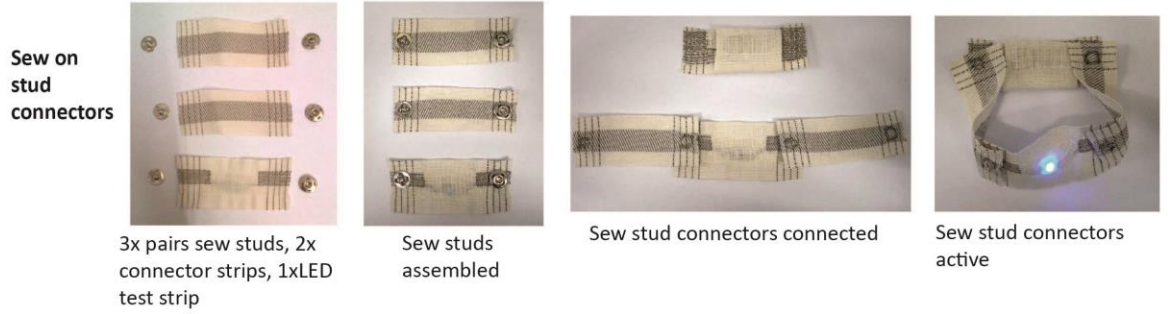 Sew on
stud
connectors
3x pairs sew studs, 2x
connector strips, 1xLED
test strip
Sew studs
assembled
Sew stud connectors connected
Sew stud connectors
active